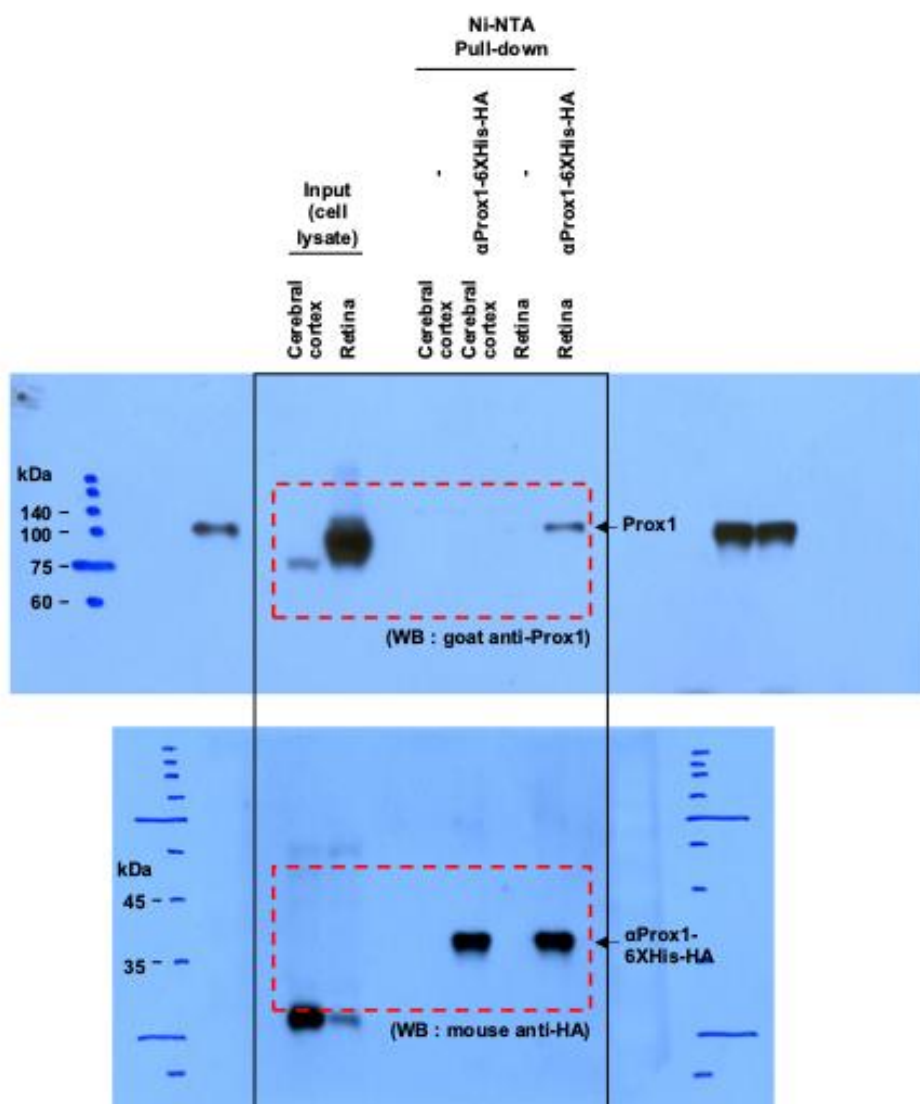 Ni-NTA
Pull-down
-
αProx1-6XHis-HA
-
αProx1-6XHis-HA
Input
(cell
lysate)
Cerebral
cortex
Retina
Cerebral
cortex
Cerebral
cortex
Retina
Retina
kDa
140
100
75
60
Prox1
(WB : goat anti-Prox1)
kDa
45
35
αProx1-
6XHis-HA
(WB : mouse anti-HA)